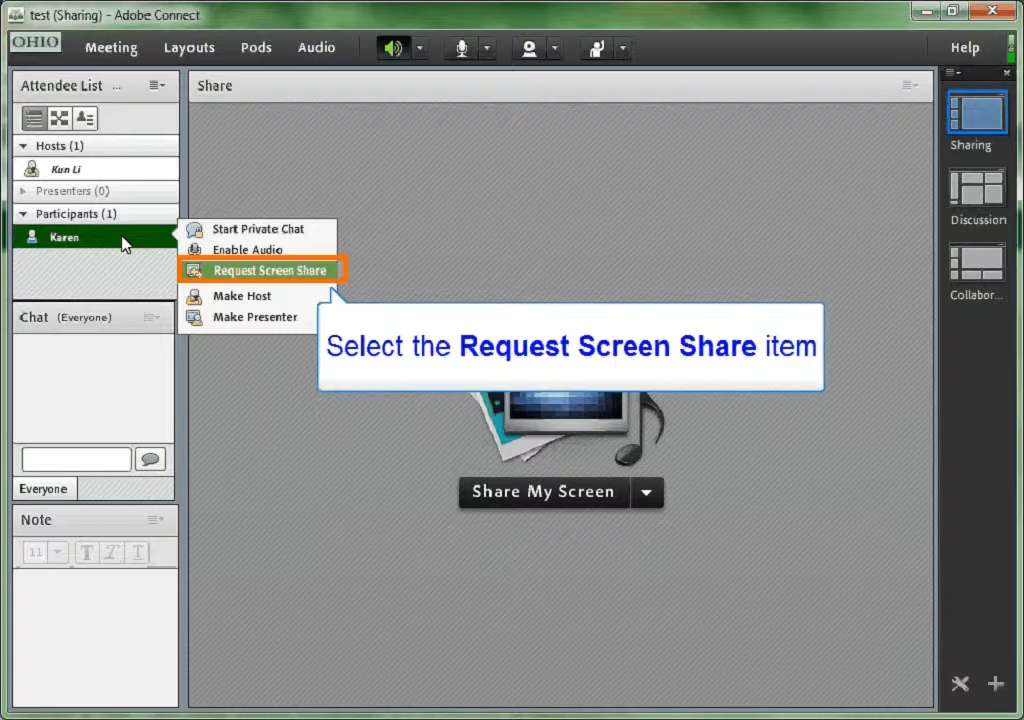 test (Sharing) - Adobe Connect
OHIO
Meeting Layouts Pods Audio Help
Attendee List ...
Share
Hosts (1)
Kun Li
Presenters (0)
Participants (1)
Karen
Start Private Chat
Enable Audio
Request Screen Share
Make Host
Make Presenter
Select the Request Screen Share item
Chat (Everyone)
Everyone
Share My Screen
Note
11 T T T
Sharing
Discussion
Collabor...